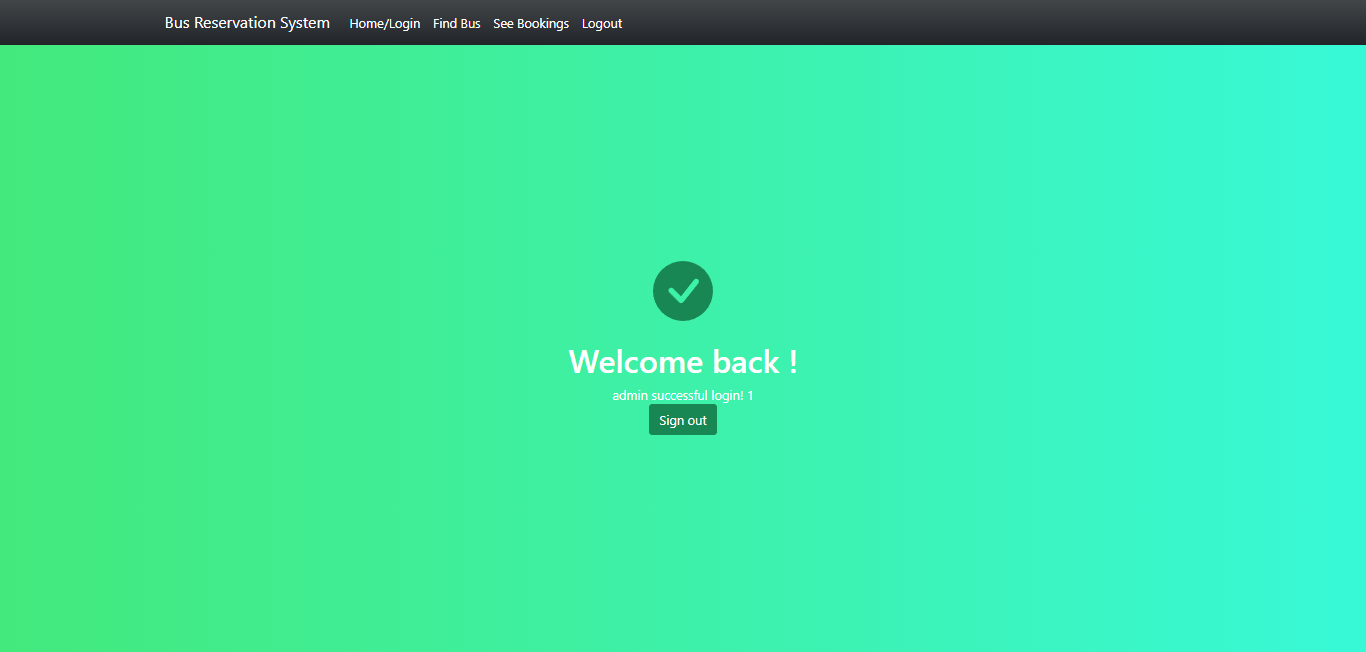 Bus Reservation System Home/Login Find Bus See Bookings Logout
Welcome back !
admin successful login! 1
Sign out